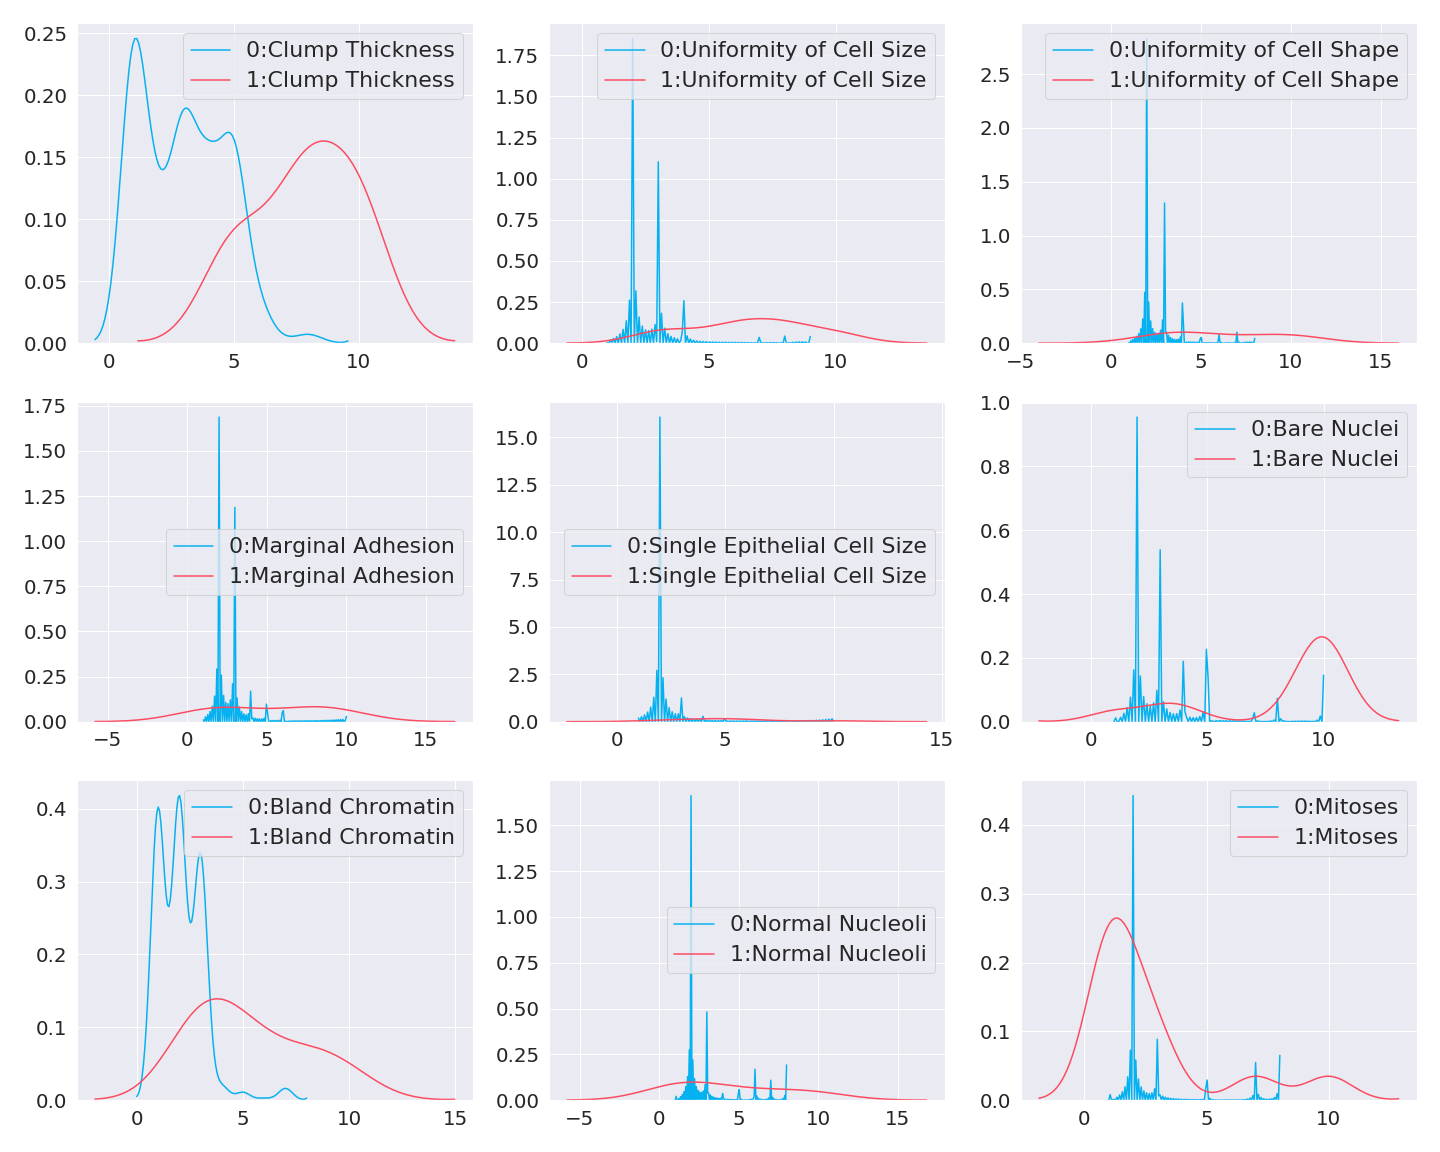 0.25
0.20
0.15
0.10
0.05
0.00
0 5 10
0:Clump Thickness
1:Clump Thickness
1.75
1.50
1.25
1.00
0.75
0.50
0.25
0.00
0 5 10
0:Uniformity of Cell Size
1:Uniformity of Cell Size
2.5
2.0
1.5
1.0
0.5
0.0
−5 0 5 10 15
0:Uniformity of Cell Shape
1:Uniformity of Cell Shape
1.75
1.50
1.25
1.00
0.75
0.50
0.25
0.00
−5 0 5 10 15
0:Marginal Adhesion
1:Marginal Adhesion
15.0
12.5
10.0
7.5
5.0
2.5
0.0
0 5 10 15
0:Single Epithelial Cell Size
1:Single Epithelial Cell Size
1.0
0.8
0.6
0.4
0.2
0.0
0 5 10
0:Bare Nuclei
1:Bare Nuclei
0.4
0.3
0.2
0.1
0.0
0 5 10 15
0:Bland Chromatin
1:Bland Chromatin
1.50
1.25
1.00
0.75
0.50
0.25
0.00
−5 0 5 10 15
0:Normal Nucleoli
1:Normal Nucleoli
0.4
0.3
0.2
0.1
0.0
0 5 10
0:Mitoses
1:Mitoses